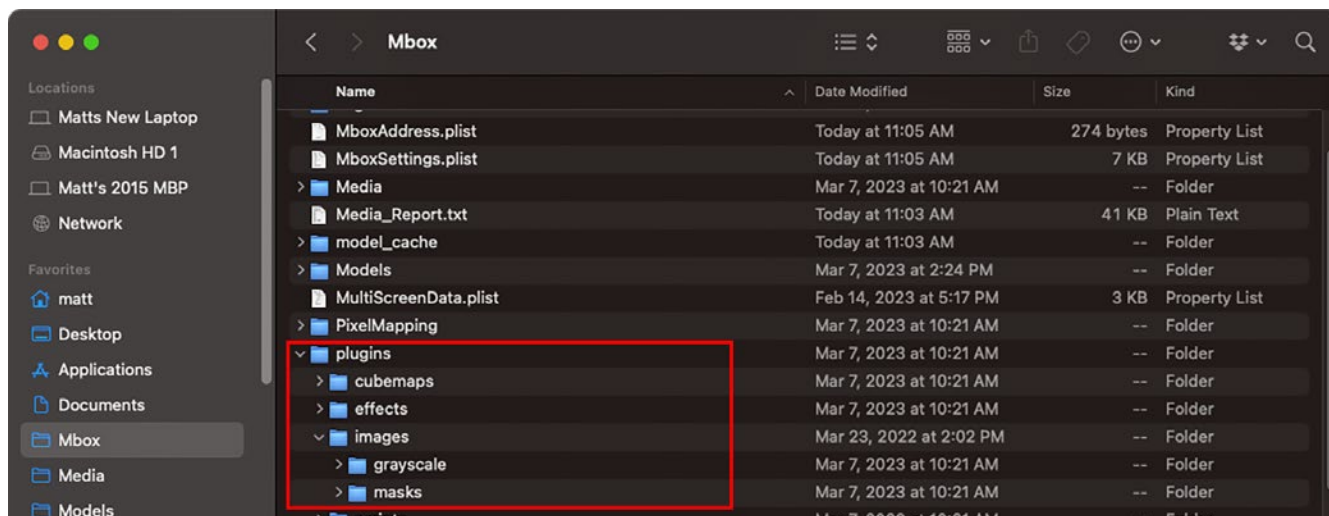 Mbox
Locations
Matts New Laptop
Macintosh HD 1
Matt's 2015 MBP
Network
Favorites
matt
Desktop
Applications
Documents
Mbox
Media
Models
Name Date Modified Size Kind
MboxAddress.plist Today at 11:05 AM 274 bytes Property List
MboxSettings.plist Today at 11:05 AM 7 KB Property List
Media Mar 7, 2023 at 10:21 AM -- Folder
Media_Report.txt Today at 11:03 AM 41 KB Plain Text
model_cache Today at 11:03 AM -- Folder
Models Mar 7, 2023 at 2:24 PM -- Folder
MultiScreenData.plist Feb 14, 2023 at 5:17 PM 3 KB Property List
PixelMapping Mar 7, 2023 at 10:21 AM -- Folder
plugins Mar 7, 2023 at 10:21 AM -- Folder
cubemaps Mar 7, 2023 at 10:21 AM -- Folder
effects Mar 7, 2023 at 10:21 AM -- Folder
images Mar 23, 2022 at 2:02 PM -- Folder
grayscale Mar 7, 2023 at 10:21 AM -- Folder
masks Mar 7, 2023 at 10:21 AM -- Folder